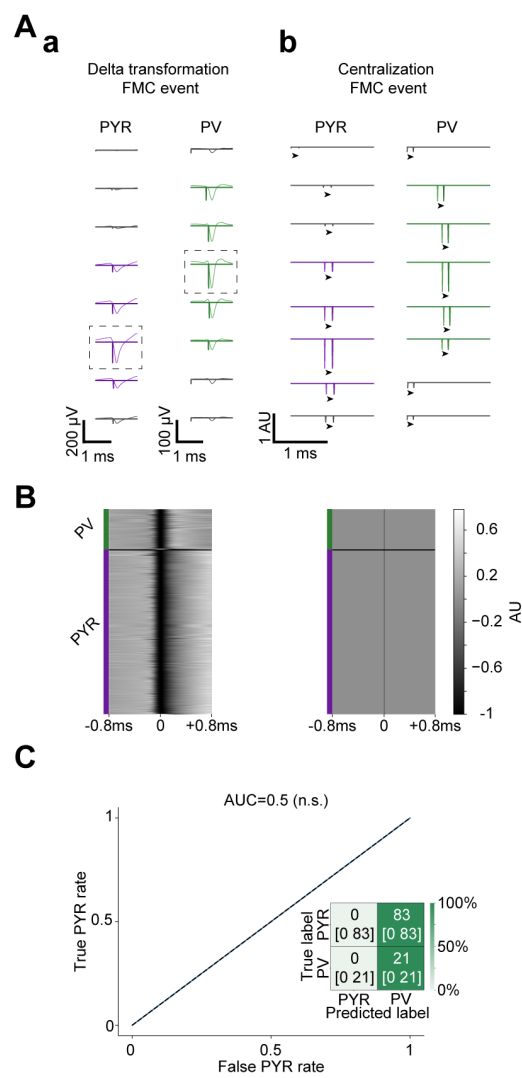 A
a
b
Delta transformation
FMC event
Centralization
FMC event
PYR
PV
PYR
PV
200 µV
1 ms
100 µV
1 ms
1 AU
1 ms
B
PV
PYR
-0.8ms
0
+0.8ms
-0.8ms
0
+0.8ms
0.6
0.2
−0.2
−0.6
-1
AU
C
AUC=0.5 (n.s.)
1
0.5
0
True PYR rate
0
0.5
1
False PYR rate
True label
PYR
PV
0
[0 83]
83
[0 83]
0
[0 21]
21
[0 21]
PYR
PV
Predicted label
100%
50%
0%